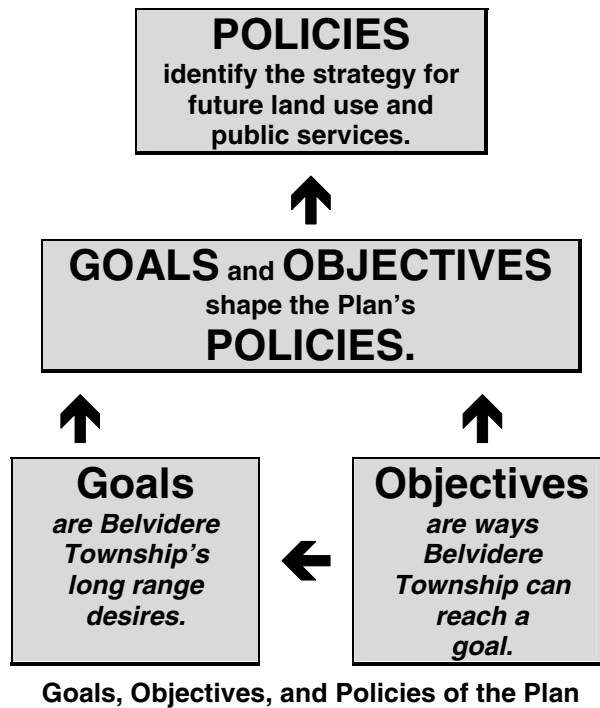 POLICIES
identify the strategy for
future land use and
public services.
GOALS and OBJECTIVES
shape the Plan's
POLICIES.
Goals
are Belvidere
Township's
long range
desires.
Objectives
are ways
Belvidere
Township can
reach a
goal.
Goals, Objectives, and Policies of the Plan